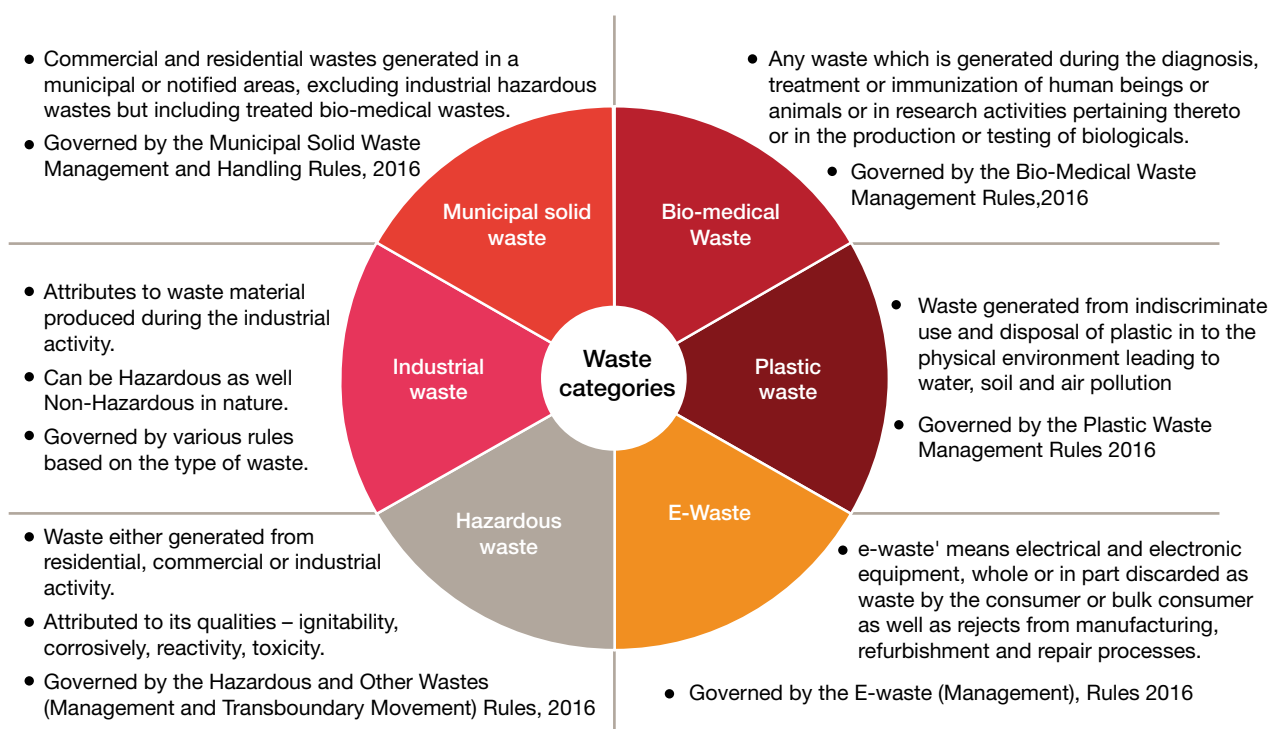 ● Commercial and residential wastes generated in a
municipal or notified areas, excluding industrial hazardous
wastes but including treated bio-medical wastes.
● Governed by the Municipal Solid Waste
Management and Handling Rules, 2016
● Any waste which is generated during the diagnosis,
treatment or immunization of human beings or
animals or in research activities pertaining thereto
or in the production or testing of biologicals.
● Governed by the Bio-Medical Waste
Management Rules,2016
Municipal solid
waste
Bio-medical
Waste
● Attributes to waste material
produced during the industrial
activity.
● Can be Hazardous as well
Non-Hazardous in nature.
● Governed by various rules
based on the type of waste.
Industrial
waste
Waste
categories
Plastic
waste
● Waste generated from indiscriminate
use and disposal of plastic in to the
physical environment leading to
water, soil and air pollution
● Governed by the Plastic Waste
Management Rules 2016
Hazardous
waste
E-Waste
● Waste either generated from
residential, commercial or industrial
activity.
● Attributed to its qualities – ignitability,
corrosively, reactivity, toxicity.
● Governed by the Hazardous and Other Wastes
(Management and Transboundary Movement) Rules, 2016
● e-waste' means electrical and electronic
equipment, whole or in part discarded as
waste by the consumer or bulk consumer
as well as rejects from manufacturing,
refurbishment and repair processes.
● Governed by the E-waste (Management), Rules 2016